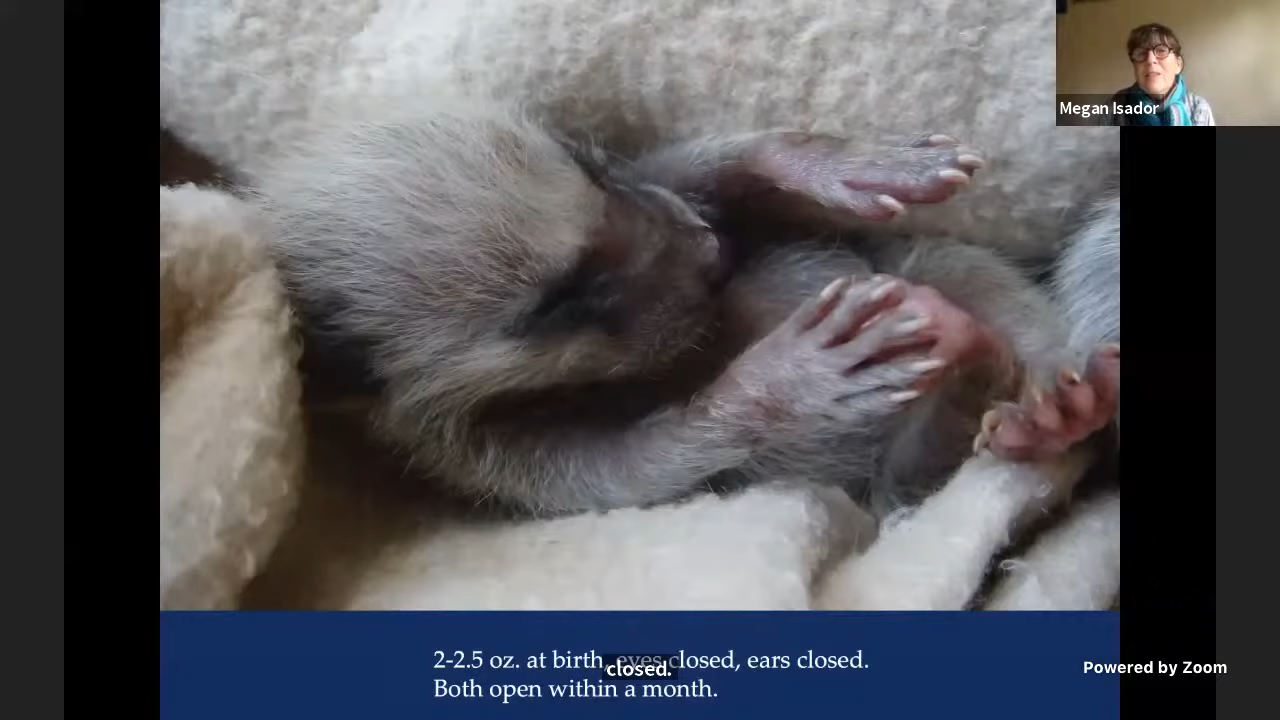 Megan Isador
2-2.5 oz. at birth, eyes closed, ears closed.
closed.
Both open within a month.
Powered by Zoom